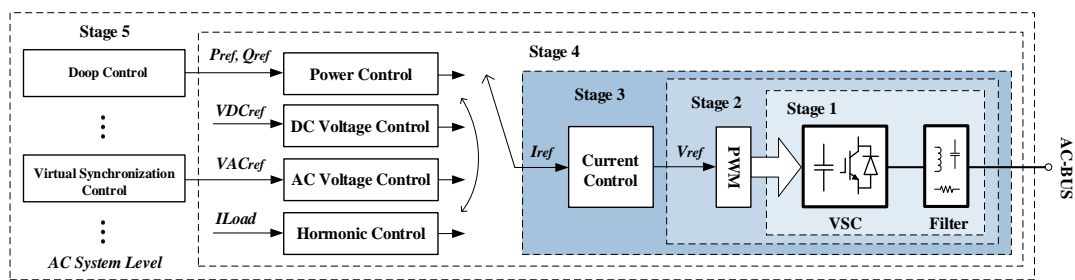 Stage 5
Doop Control
Virtual Synchronization
Control
AC System Level
Pref, Qref
VDCref
VACref
ILoad
Power Control
DC Voltage Control
AC Voltage Control
Hormonic Control
Stage 4
Iref
Stage 3
Current
Control
Vref
Stage 2
PWM
Stage 1
VSC
Filter
AC-BUS